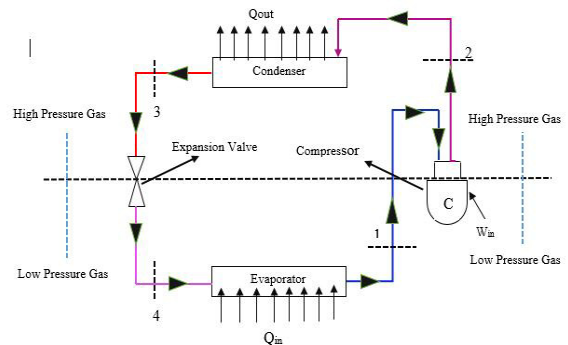 Qout
2
Condenser
3
High Pressure Gas
High Pressure Gas
Expansion Valve
Compressor
C
Win
1
Low Pressure Gas
Low Pressure Gas
Evaporator
4
Qin